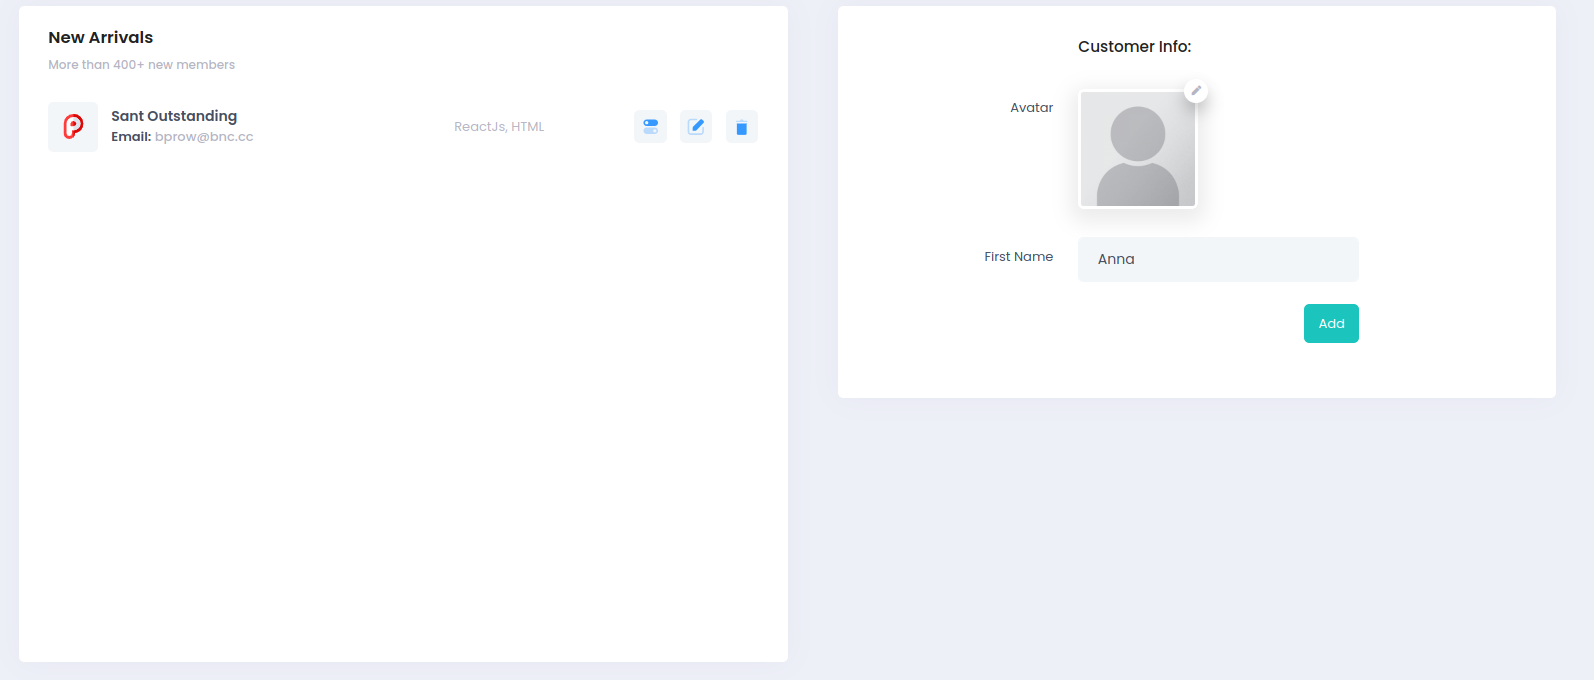 New Arrivals
More than 400+ new members
Sant Outstanding
Email: bprow@bnc.cc
ReactJs, HTML
Customer Info:
Avatar
First Name
Anna
Add